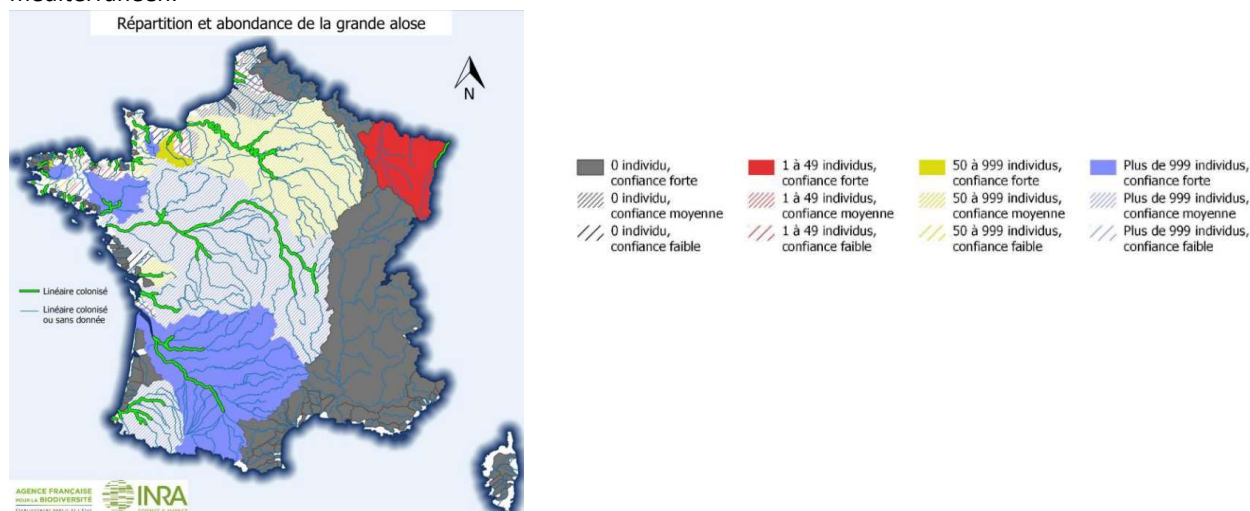 Répartition et abondance de la grande alose
N
Linéaire colonisé
Linéaire colonisé
ou sans donnée
AGENCE FRANÇAISE
POUR LA BIODIVERSITÉ
INRA
0 individu,
confiance forte
0 individu,
confiance moyenne
0 individu,
confiance faible
1 à 49 individus,
confiance forte
1 à 49 individus,
confiance moyenne
1 à 49 individus,
confiance faible
50 à 999 individus,
confiance forte
50 à 999 individus,
confiance moyenne
50 à 999 individus,
confiance faible
Plus de 999 individus,
confiance forte
Plus de 999 individus,
confiance moyenne
Plus de 999 individus,
confiance faible